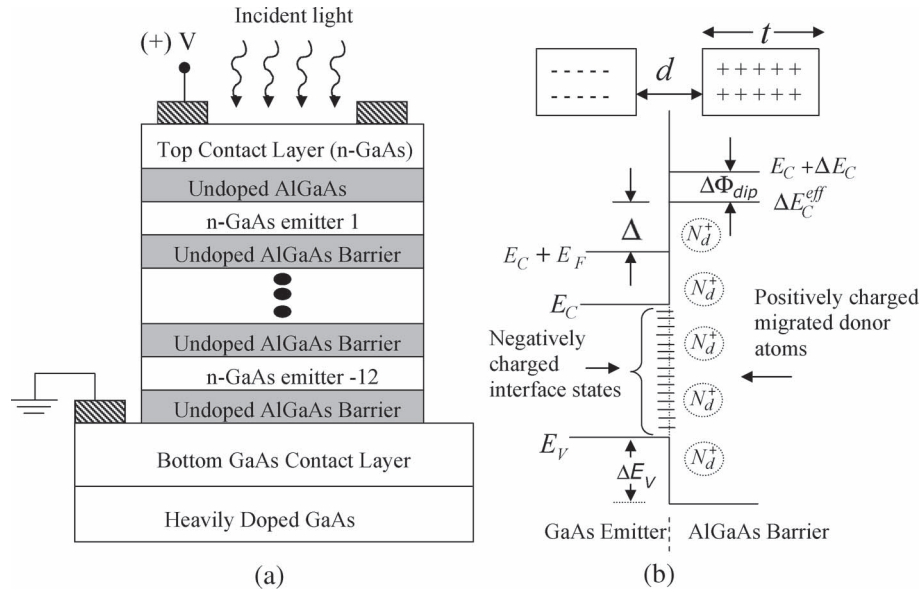 Incident light
(+) V
Top Contact Layer (n-GaAs)
Undoped AlGaAs
n-GaAs emitter 1
Undoped AlGaAs Barrier
Undoped AlGaAs Barrier
n-GaAs emitter -12
Undoped AlGaAs Barrier
Bottom GaAs Contact Layer
Heavily Doped GaAs
(a)
t
d
- - - - -
- - - - -
+ + + + +
+ + + + +
E_C + ΔE_C
ΔΦ_dip
ΔE_C^eff
Δ
E_C + E_F
E_C
N_d^+
N_d^+
N_d^+
N_d^+
N_d^+
Positively charged
migrated donor
atoms
Negatively
charged
interface states
E_V
ΔE_V
GaAs Emitter
AlGaAs Barrier
(b)